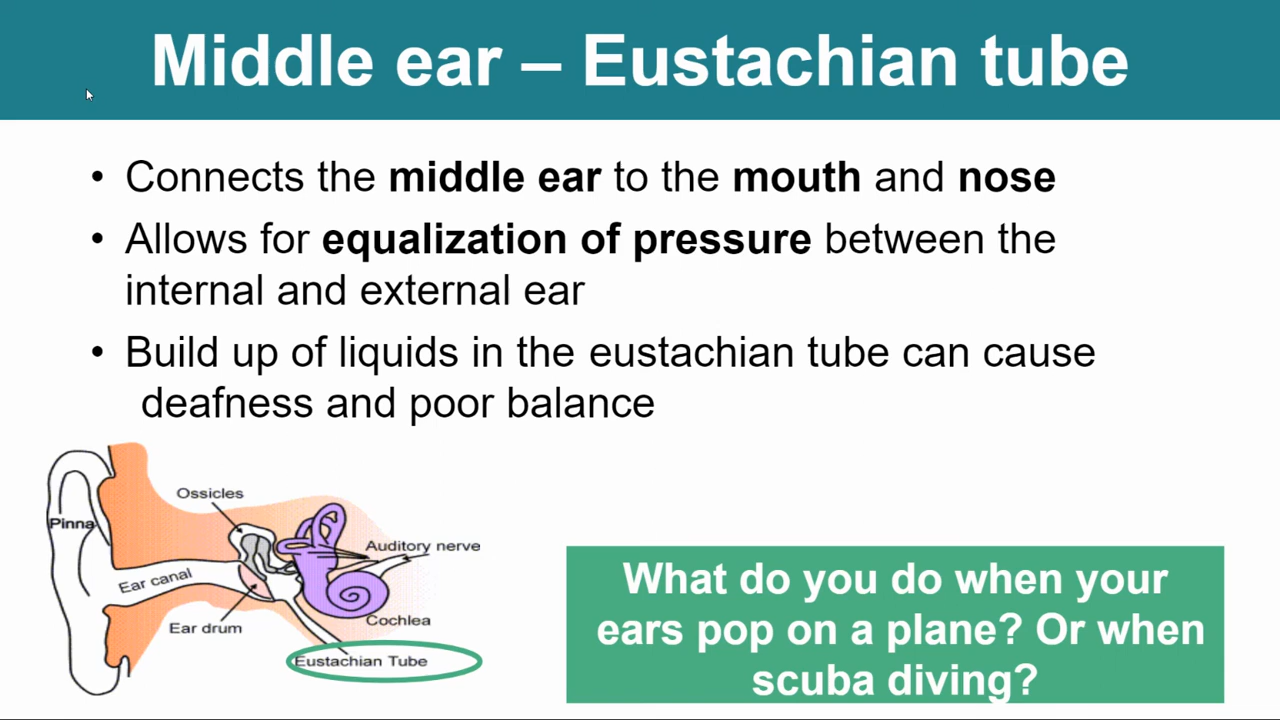 Middle ear – Eustachian tube
• Connects the middle ear to the mouth and nose
• Allows for equalization of pressure between the
internal and external ear
• Build up of liquids in the eustachian tube can cause
deafness and poor balance
Ossicles
Pinna
Auditory nerve
Ear canal
Cochlea
Ear drum
Eustachian Tube
What do you do when your
ears pop on a plane? Or when
scuba diving?